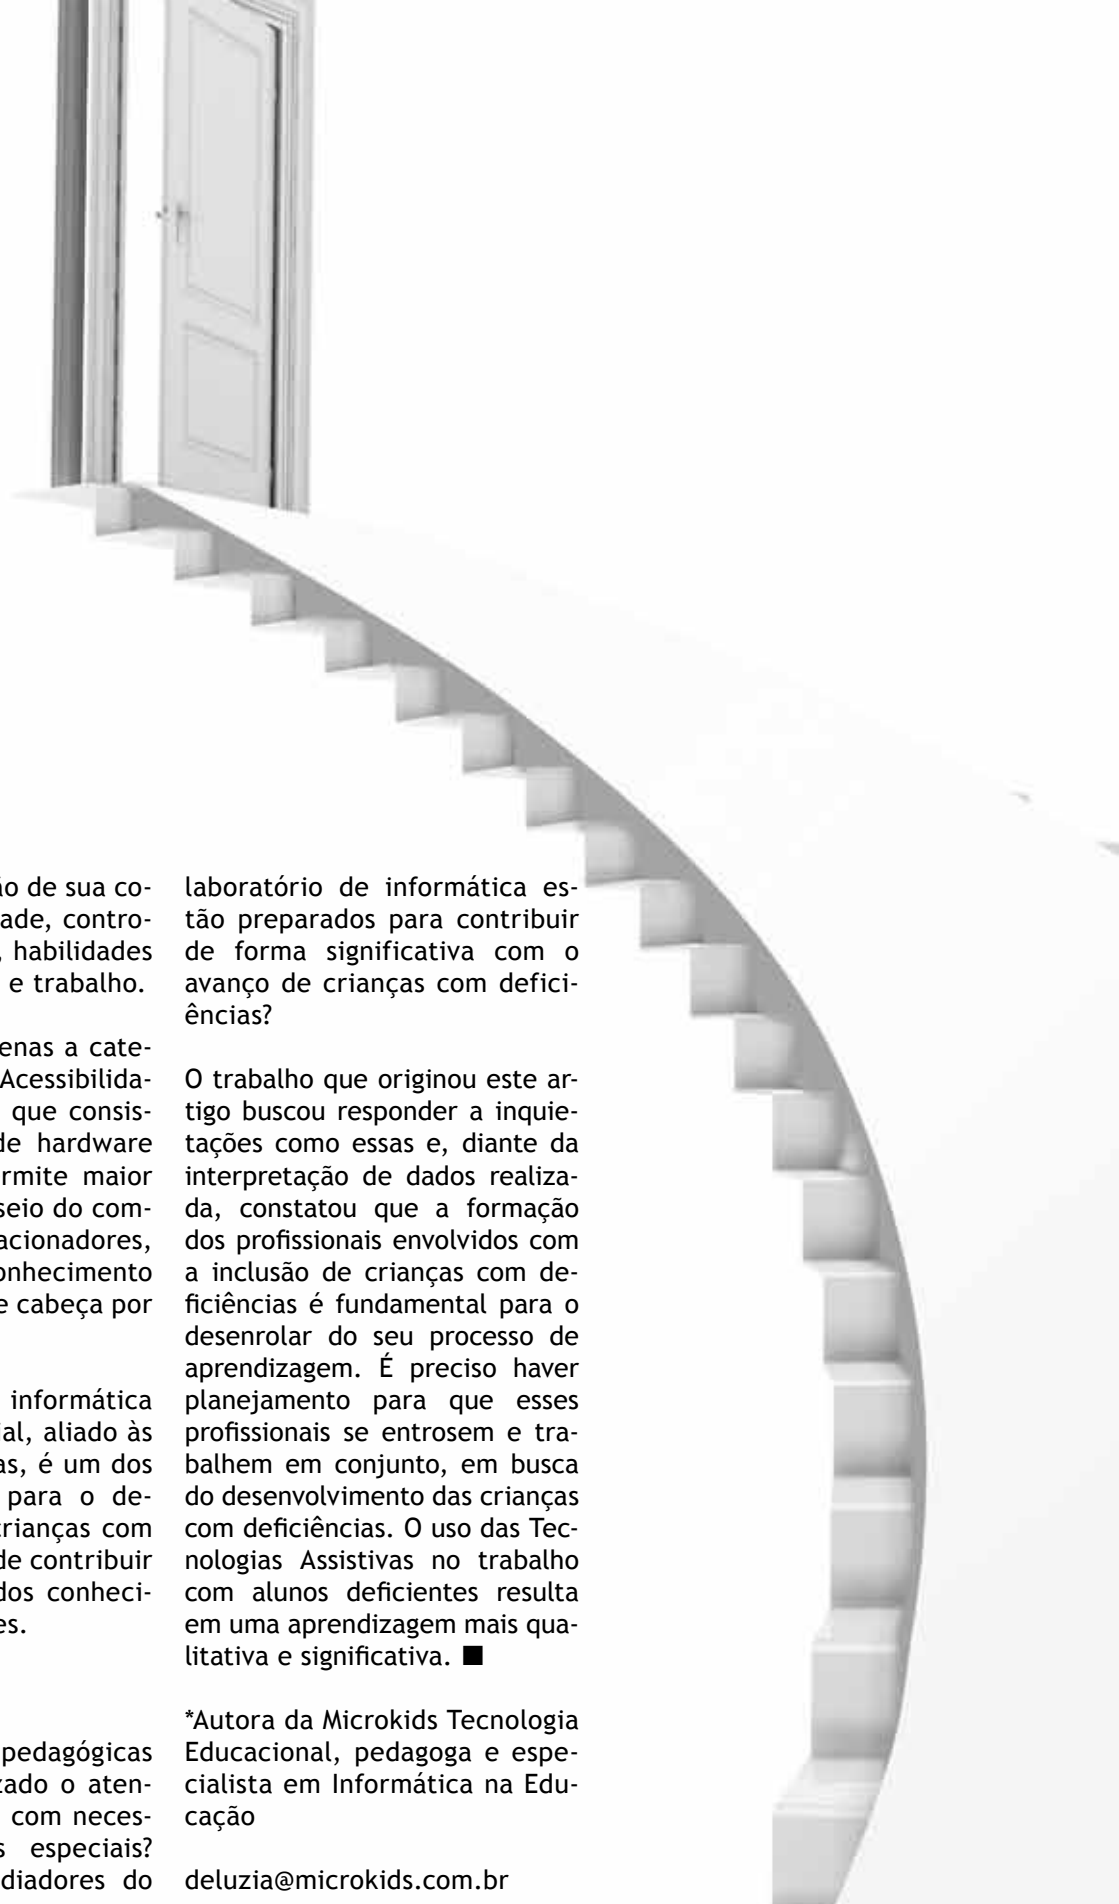 ão de sua co-
ade, contro-
, habilidades
e trabalho.
enas a cate-
Acessibilida-
que consis-
de hardware
ermite maior
seio do com-
acionadores,
onhecimento
e cabeça por
informática
ial, aliado às
as, é um dos
para o de-
crianças com
de contribuir
dos conheci-
es.
pedagógicas
zado o aten-
com neces-
s especiais?
diadores do
laboratório de informática es-
tão preparados para contribuir
de forma significativa com o
avanço de crianças com defici-
ências?
O trabalho que originou este ar-
tigo buscou responder a inquie-
tações como essas e, diante da
interpretação de dados realiza-
da, constatou que a formação
dos profissionais envolvidos com
a inclusão de crianças com de-
ficiências é fundamental para o
desenrolar do seu processo de
aprendizagem. É preciso haver
planejamento para que esses
profissionais se entrosem e tra-
balhem em conjunto, em busca
do desenvolvimento das crianças
com deficiências. O uso das Tec-
nologias Assistivas no trabalho
com alunos deficientes resulta
em uma aprendizagem mais qua-
litativa e significativa. ■
*Autora da Microkids Tecnologia
Educacional, pedagoga e espe-
cialista em Informática na Edu-
cação
deluzia@microkids.com.br